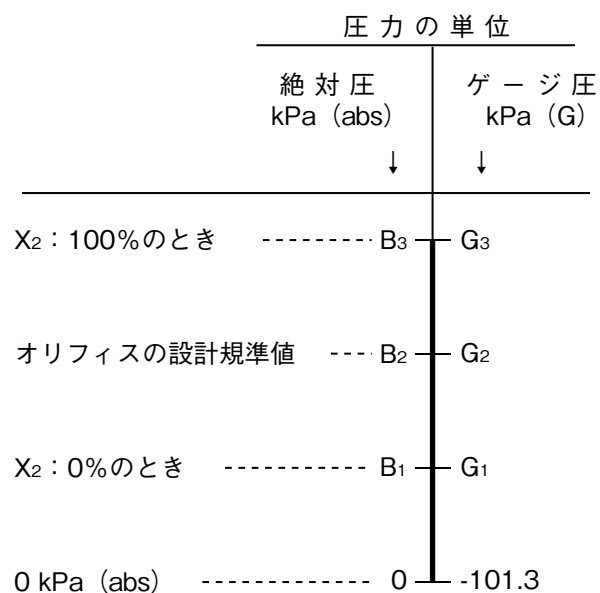 圧力の単位
絶対圧 ゲージ圧
kPa（abs） kPa（G）
↓ ↓
X₂：100%のとき B₃ G₃
オリフィスの設計規準値 B₂ G₂
X₂：0%のとき B₁ G₁
0 kPa（abs） 0 -101.3